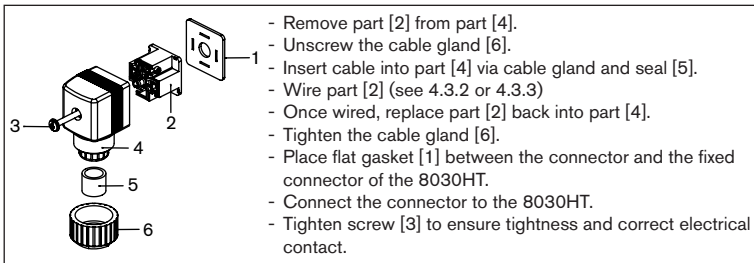 - Remove part [2] from part [4].
- Unscrew the cable gland [6].
- Insert cable into part [4] via cable gland and seal [5].
- Wire part [2] (see 4.3.2 or 4.3.3)
- Once wired, replace part [2] back into part [4].
- Tighten the cable gland [6].
- Place flat gasket [1] between the connector and the fixed
connector of the 8030HT.
- Connect the connector to the 8030HT.
- Tighten screw [3] to ensure tightness and correct electrical
contact.
1
2
3
4
5
6